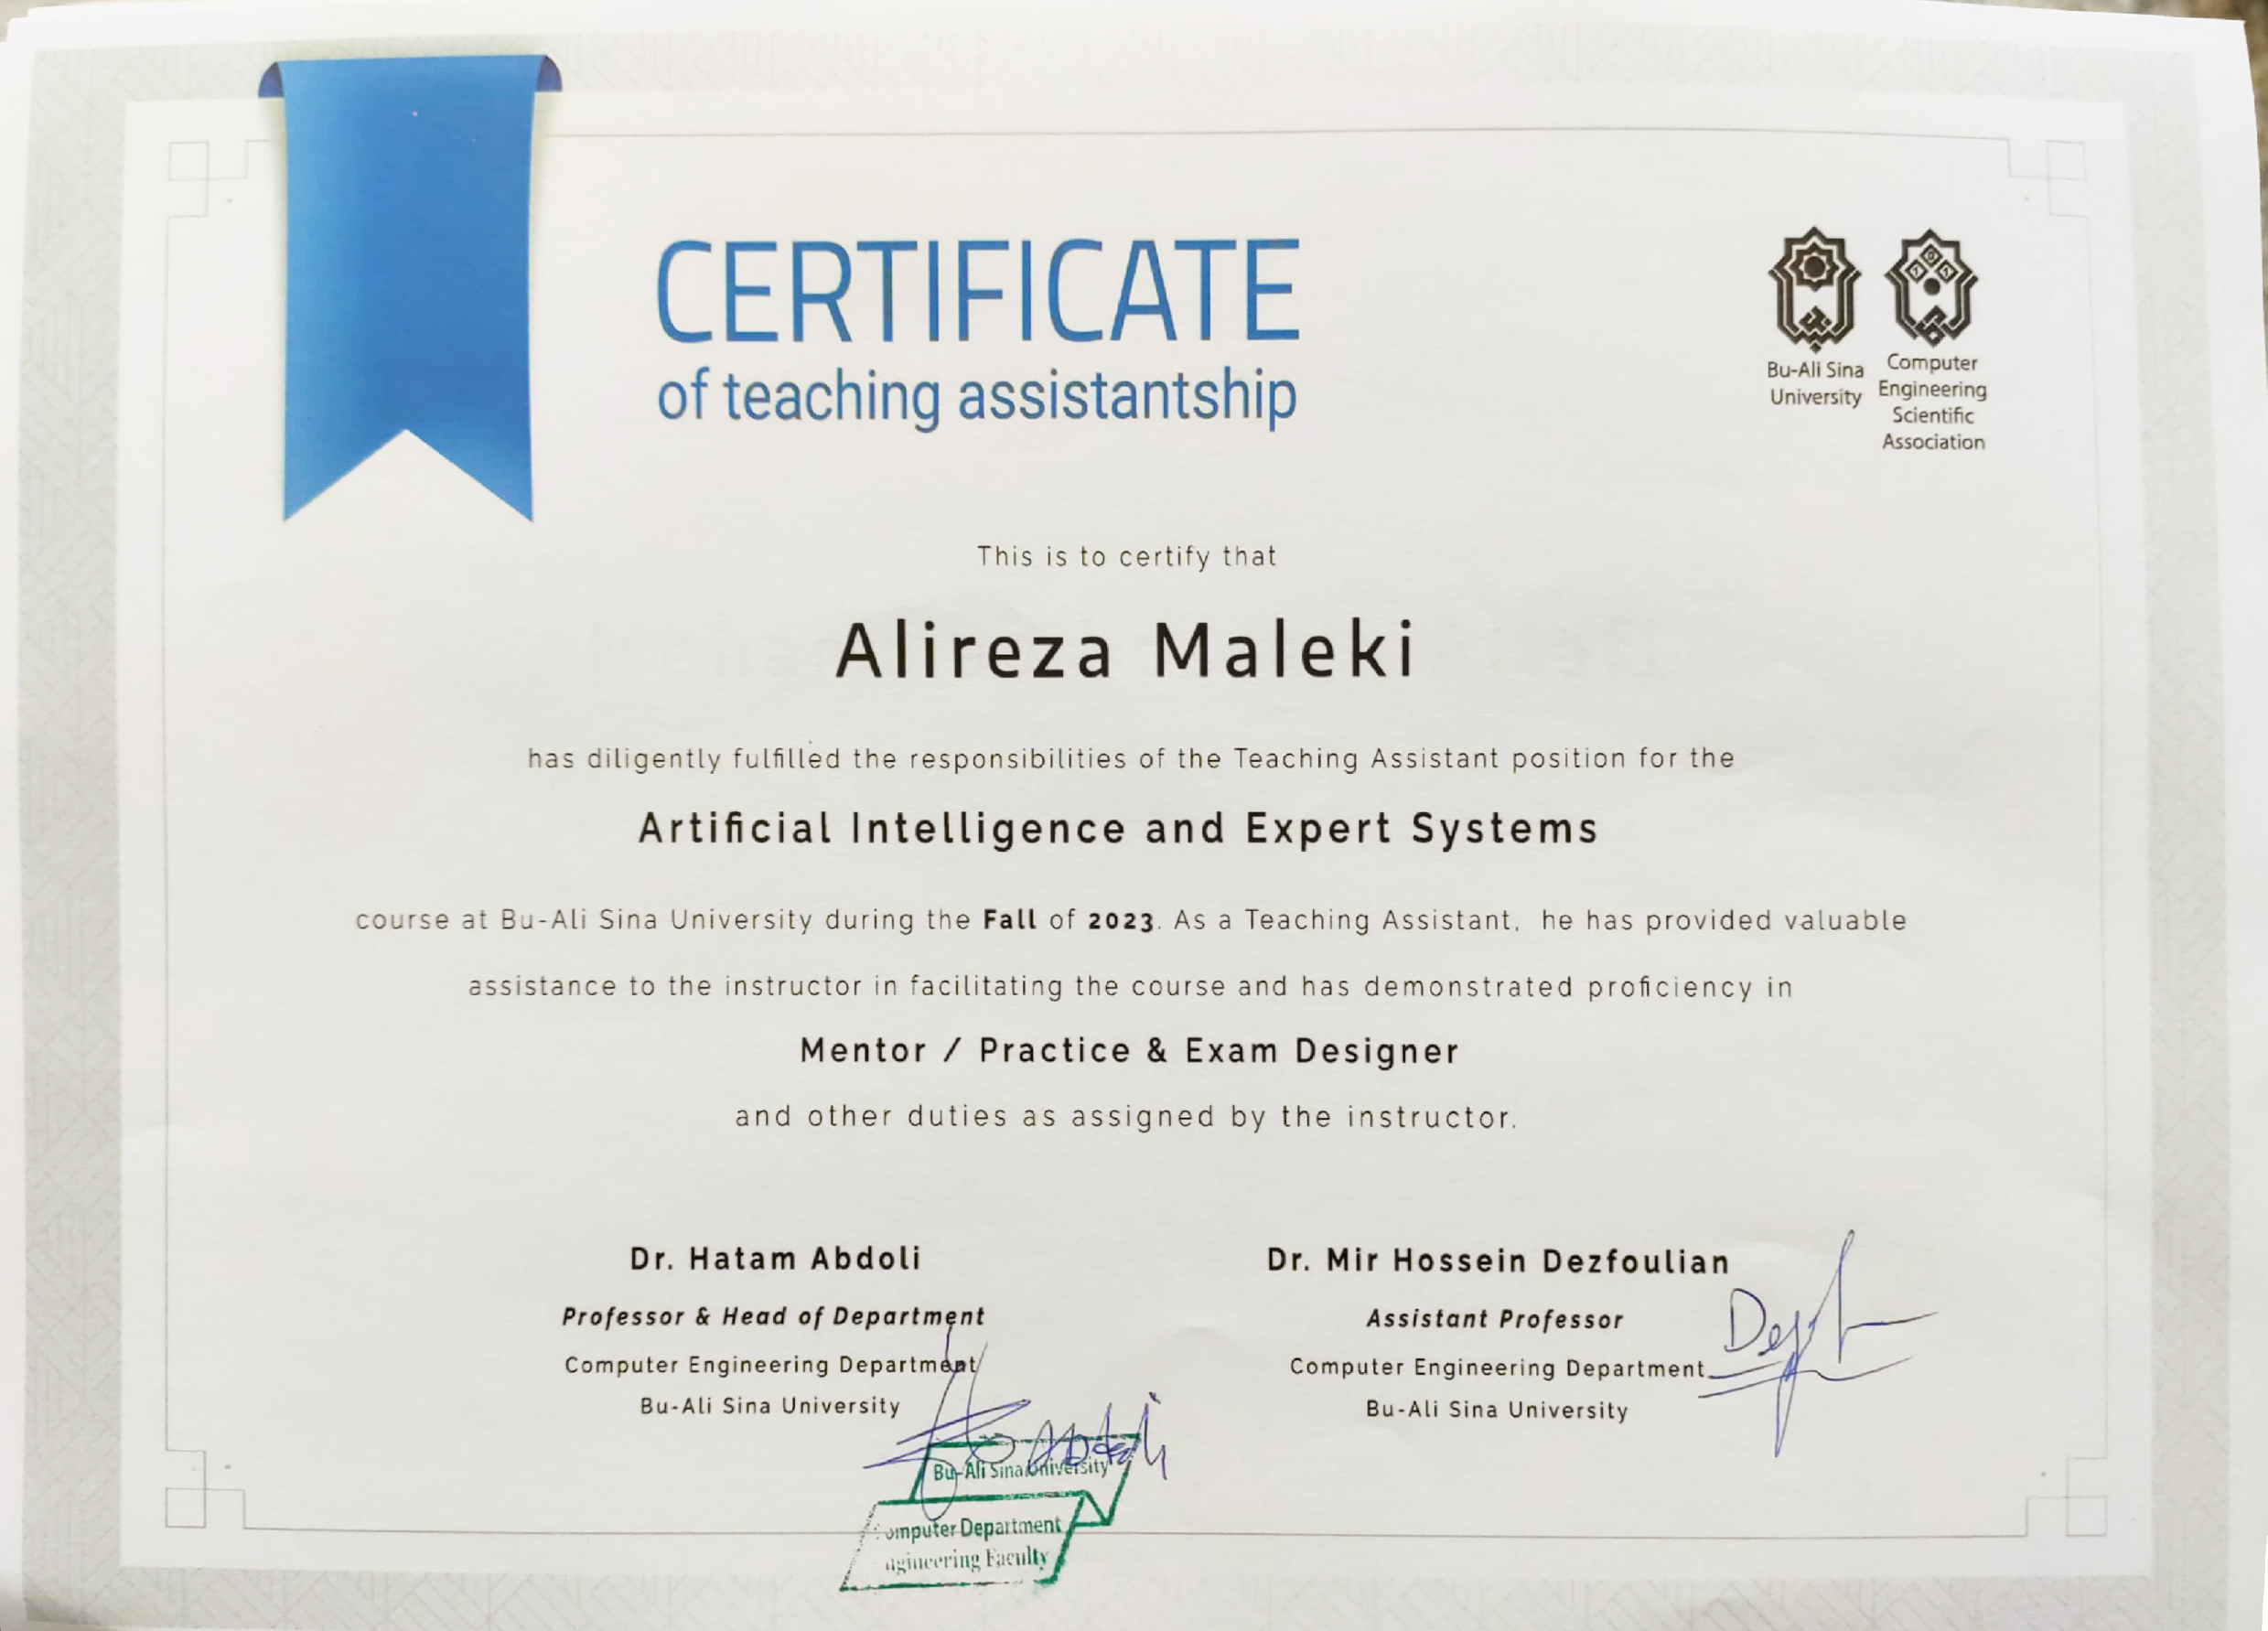 CERTIFICATE
of teaching assistantship
Bu-Ali Sina
University
Computer
Engineering
Scientific
Association
This is to certify that
Alireza Maleki
has diligently fulfilled the responsibilities of the Teaching Assistant position for the
Artificial Intelligence and Expert Systems
course at Bu-Ali Sina University during the Fall of 2023. As a Teaching Assistant, he has provided valuable
assistance to the instructor in facilitating the course and has demonstrated proficiency in
Mentor / Practice & Exam Designer
and other duties as assigned by the instructor.
Dr. Hatam Abdoli
Professor & Head of Department
Computer Engineering Department
Bu-Ali Sina University
Dr. Mir Hossein Dezfoulian
Assistant Professor
Computer Engineering Department
Bu-Ali Sina University
Abdoli
Bu-Ali Sina University
omputer Department
ngineering Faculty